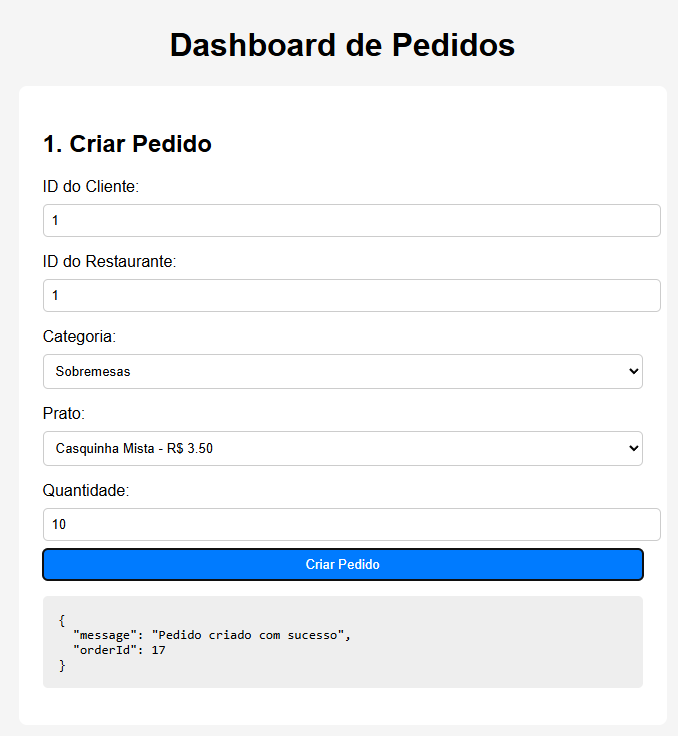 Dashboard de Pedidos
1. Criar Pedido
ID do Cliente:
1
ID do Restaurante:
1
Categoria:
Sobremesas
Prato:
Casquinha Mista - R$ 3.50
Quantidade:
10
Criar Pedido
{
  "message": "Pedido criado com sucesso",
  "orderId": 17
}